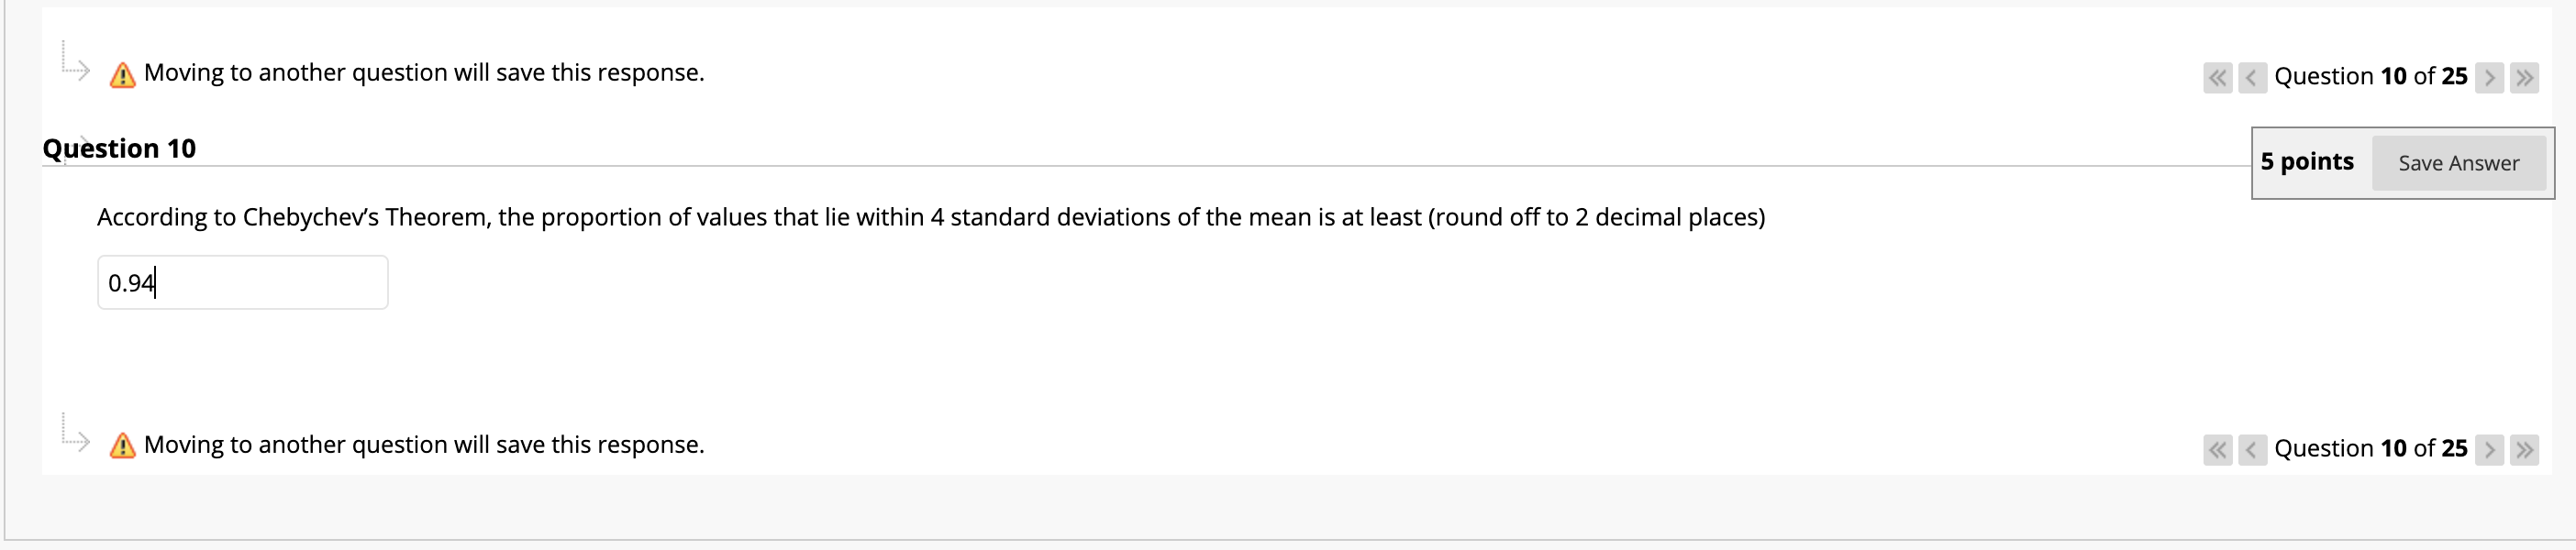 Moving to another question will save this response.
Question 10 of 25
Question 10
5 points
Save Answer
According to Chebychev’s Theorem, the proportion of values that lie within 4 standard deviations of the mean is at least (round off to 2 decimal places)
0.94
Moving to another question will save this response.
Question 10 of 25